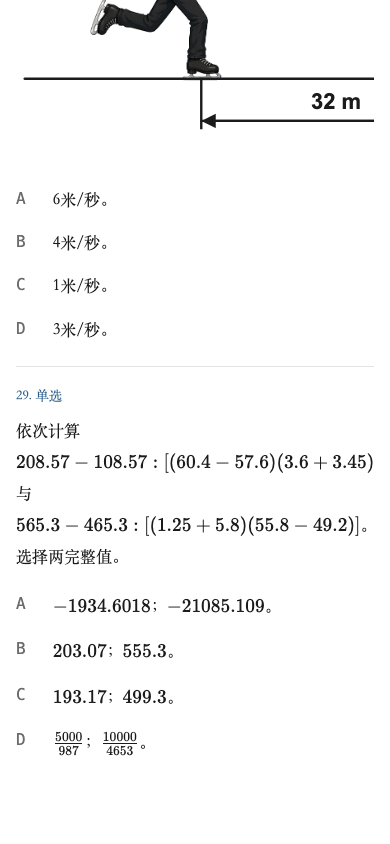 32 m
A 6米/秒。
B 4米/秒。
C 1米/秒。
D 3米/秒。
29. 单选
依次计算
208.57 − 108.57 : [(60.4 − 57.6)(3.6 + 3.45)
与
565.3 − 465.3 : [(1.25 + 5.8)(55.8 − 49.2)]。
选择两完整值。
A −1934.6018；−21085.109。
B 203.07；555.3。
C 193.17；499.3。
D 5000/987；10000/4653。